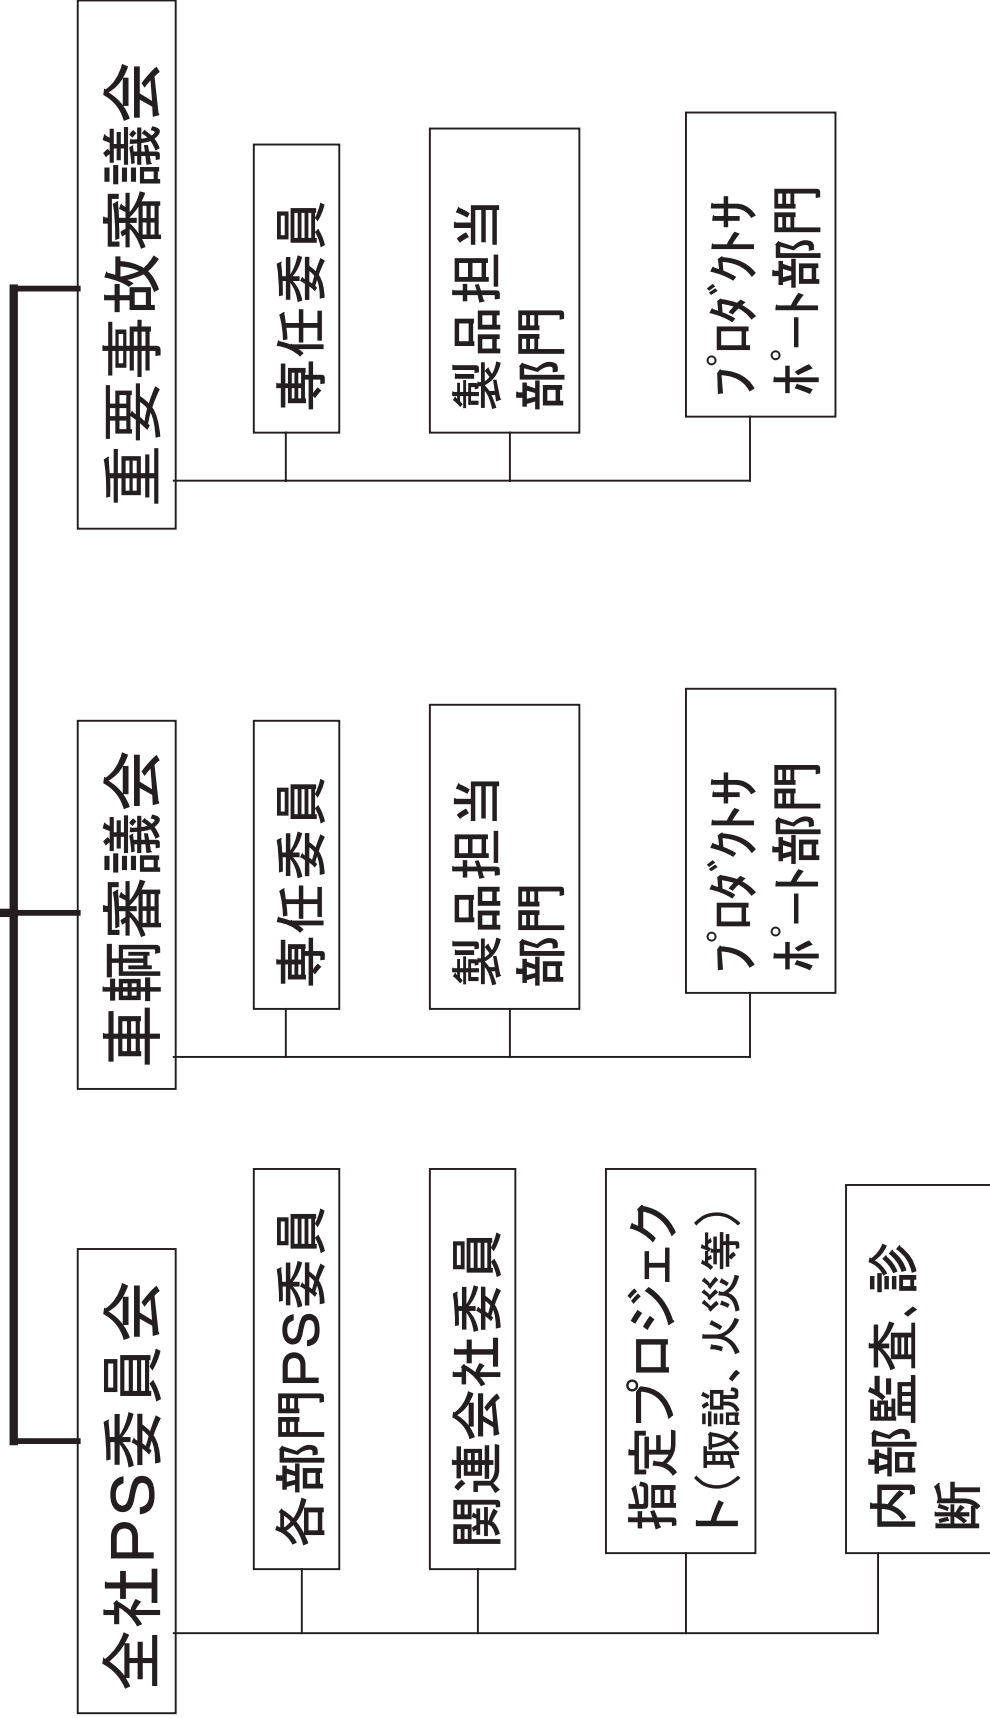 全社PS委員会
各部門PS委員
関連会社委員
指定プロジェク
ト(取説、火災等)
内部監査、診
断
車輌審議会
専任委員
製品担当
部門
プロダクトサ
ポート部門
重要事故審議会
専任委員
製品担当
部門
プロダクトサ
ポート部門